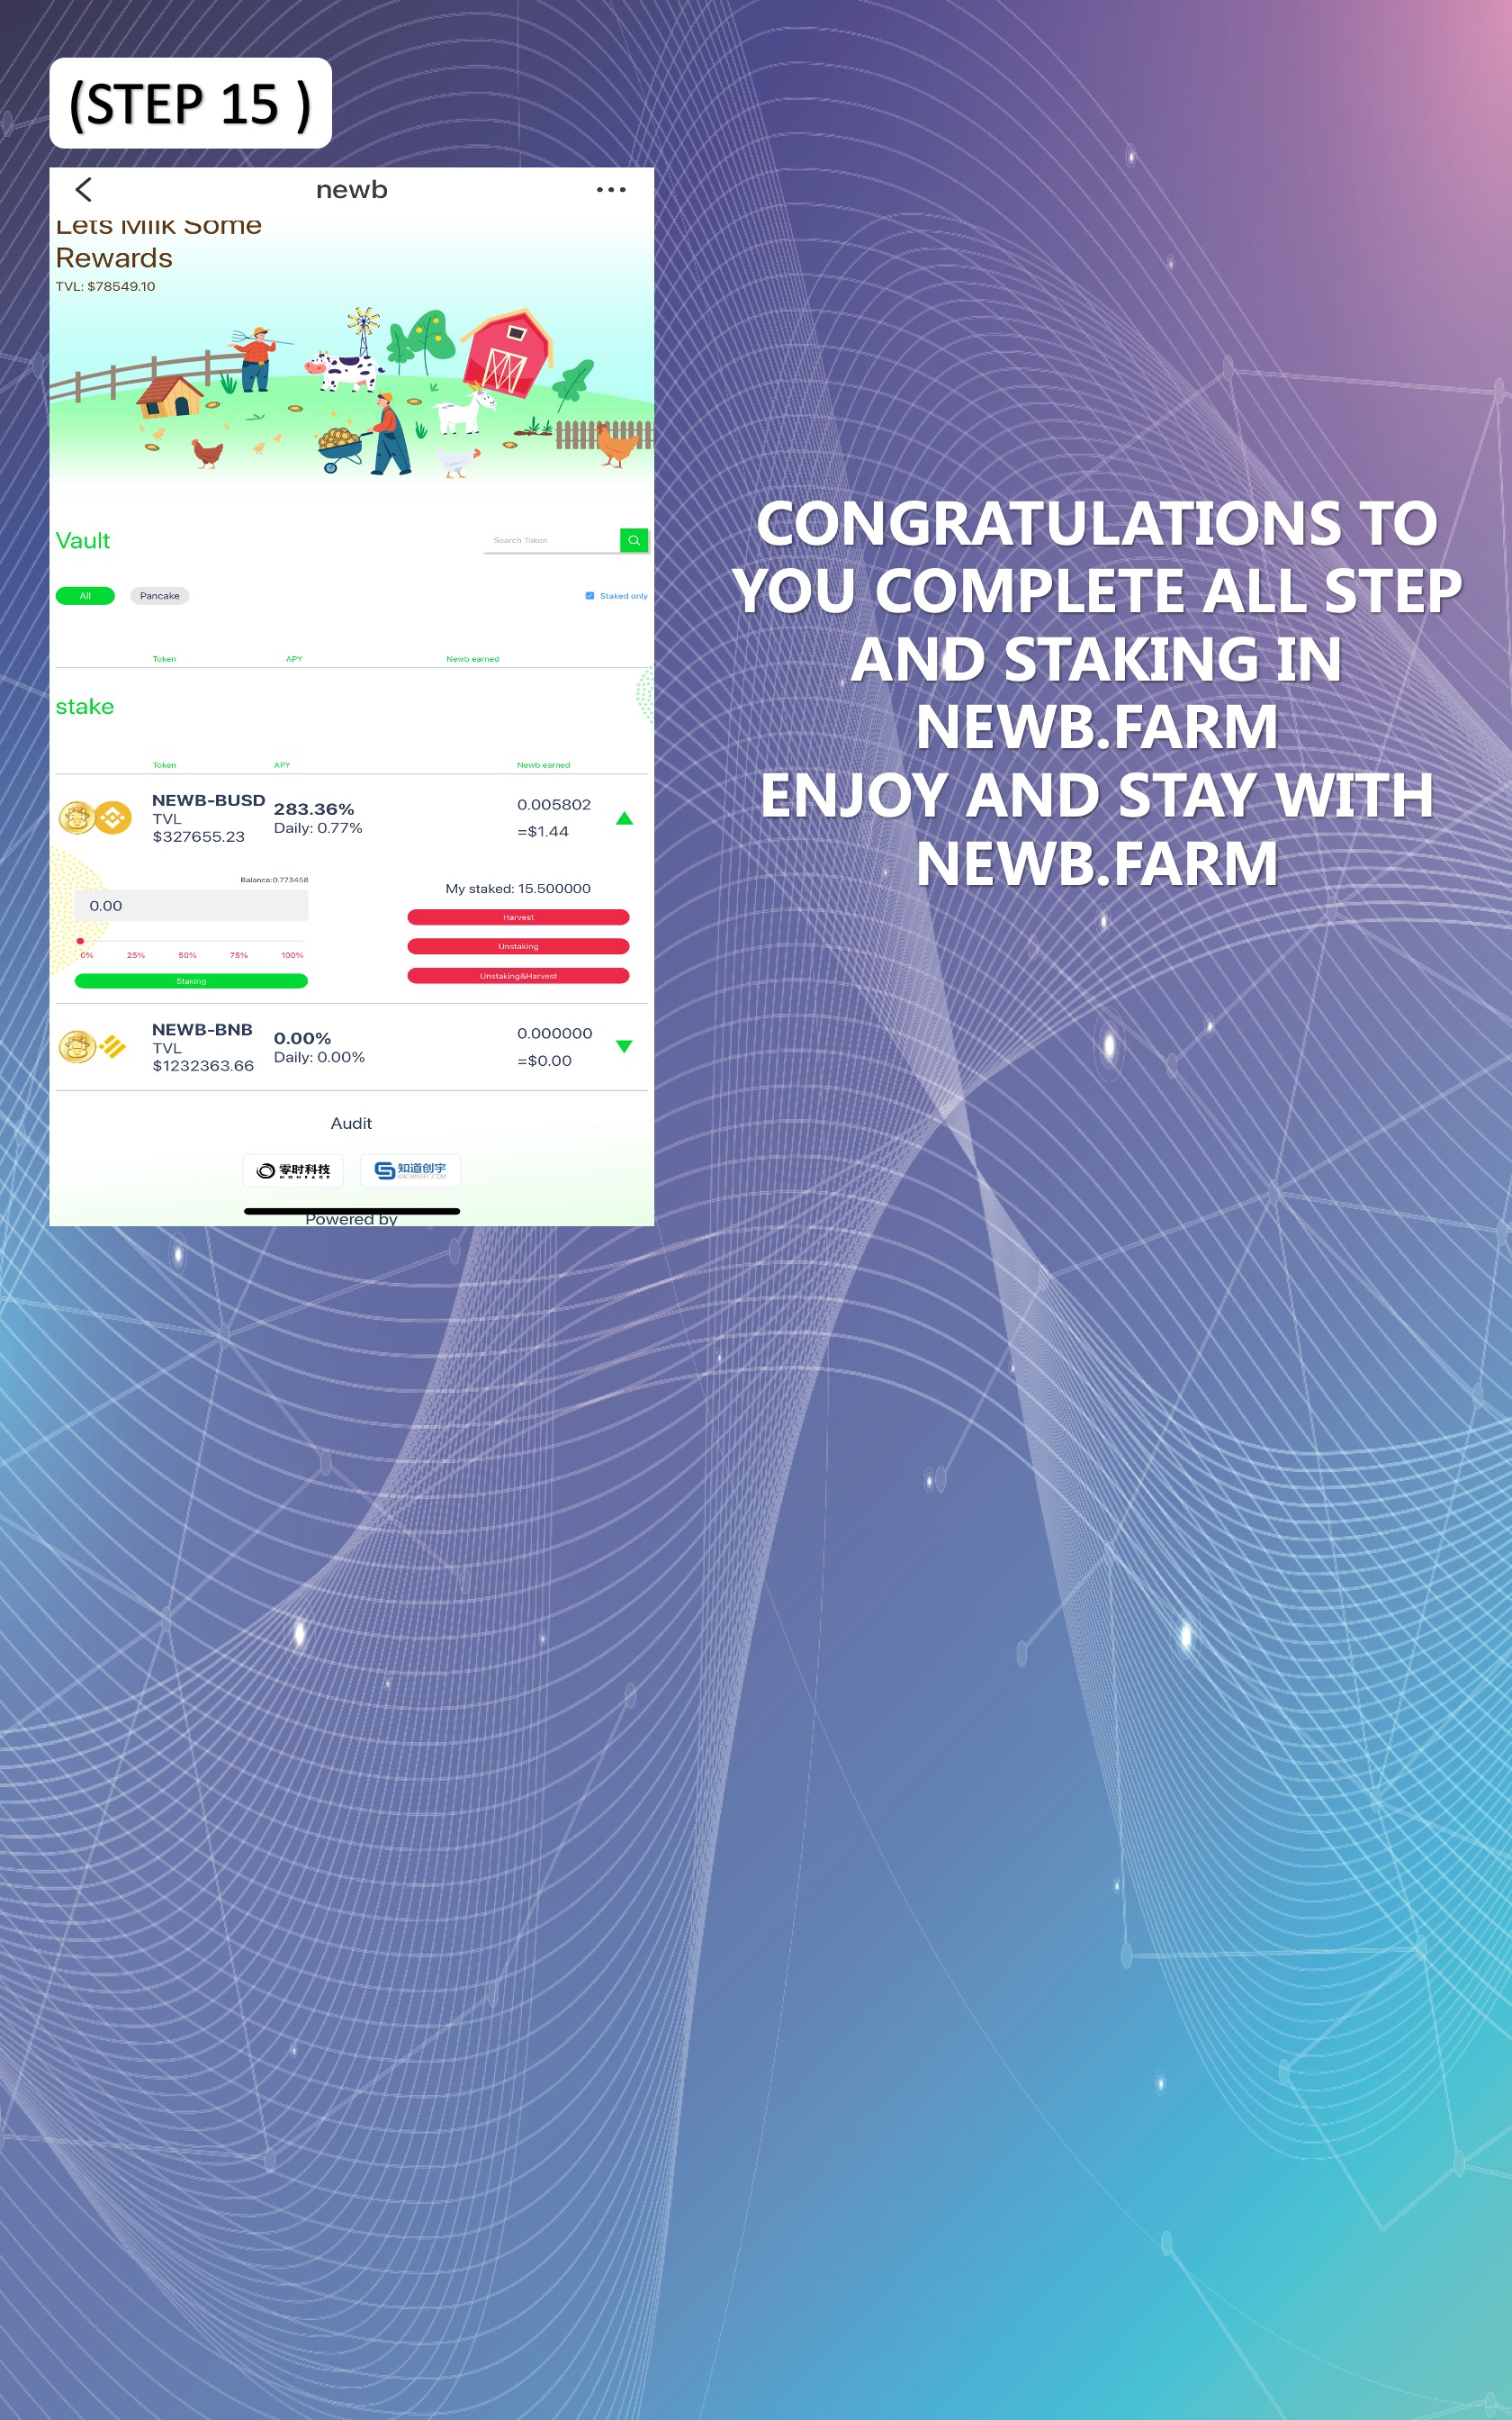 (STEP 15 )
newb
Lets Milk Some
Rewards
TVL: $78549.10
Vault
Search Token
All
Pancake
Staked only
Token
APY
Newb earned
stake
Token
APY
Newb earned
NEWB-BUSD
TVL
$327655.23
283.36%
Daily: 0.77%
0.005802
=$1.44
Balance:0.773458
0.00
0%
25%
50%
75%
100%
Staking
My staked: 15.500000
Harvest
Unstaking
Unstaking&Harvest
NEWB-BNB
TVL
$1232363.66
0.00%
Daily: 0.00%
0.000000
=$0.00
Audit
零时科技
NONEAGE
知道创宇
KNOWNSEC.COM
Powered by
CONGRATULATIONS TO
YOU COMPLETE ALL STEP
AND STAKING IN
NEWB.FARM
ENJOY AND STAY WITH
NEWB.FARM